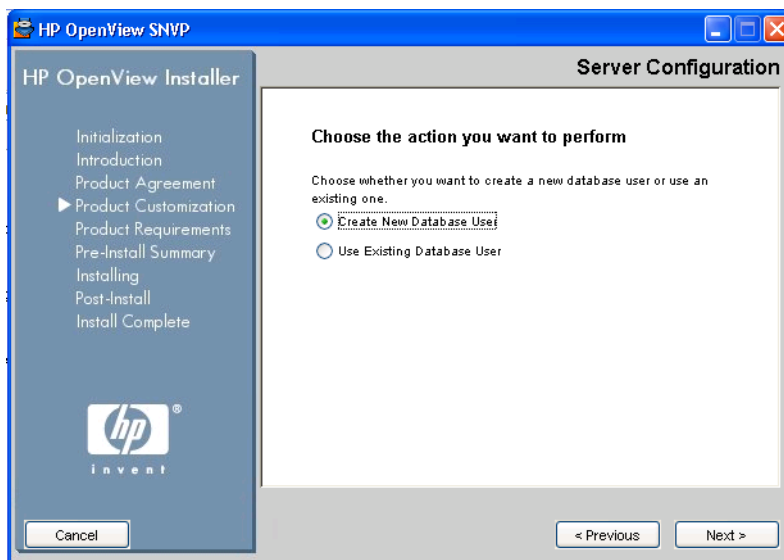 HP OpenView SNVP
Server Configuration
HP OpenView Installer
Initialization
Introduction
Product Agreement
Product Customization
Product Requirements
Pre-Install Summary
Installing
Post-Install
Install Complete
hp
®
invent
Choose the action you want to perform
Choose whether you want to create a new database user or use an
existing one.
Create New Database User
Use Existing Database User
Cancel
< Previous
Next >